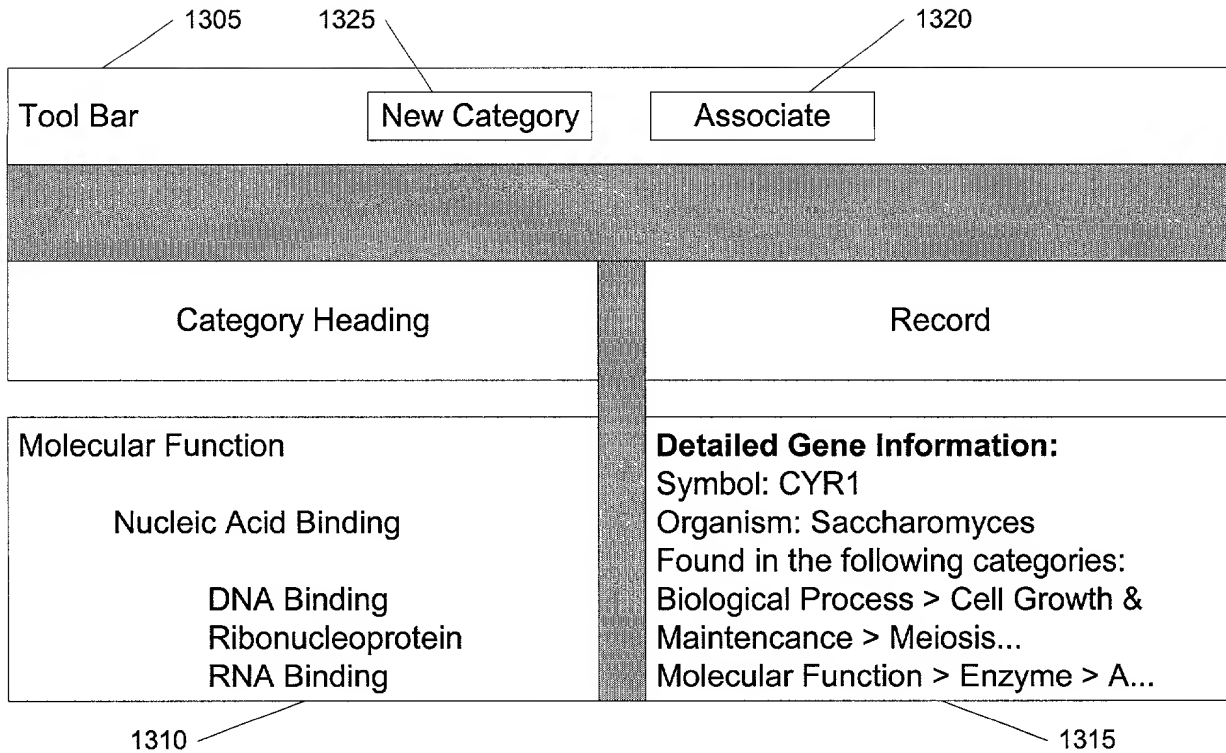 1305
1325
1320
Tool Bar
New Category
Associate
Category Heading
Record
Molecular Function
Nucleic Acid Binding
DNA Binding
Ribonucleoprotein
RNA Binding
Detailed Gene Information:
Symbol: CYR1
Organism: Saccharomyces
Found in the following categories:
Biological Process > Cell Growth &
Maintencance > Meiosis...
Molecular Function > Enzyme > A...
1310
1315